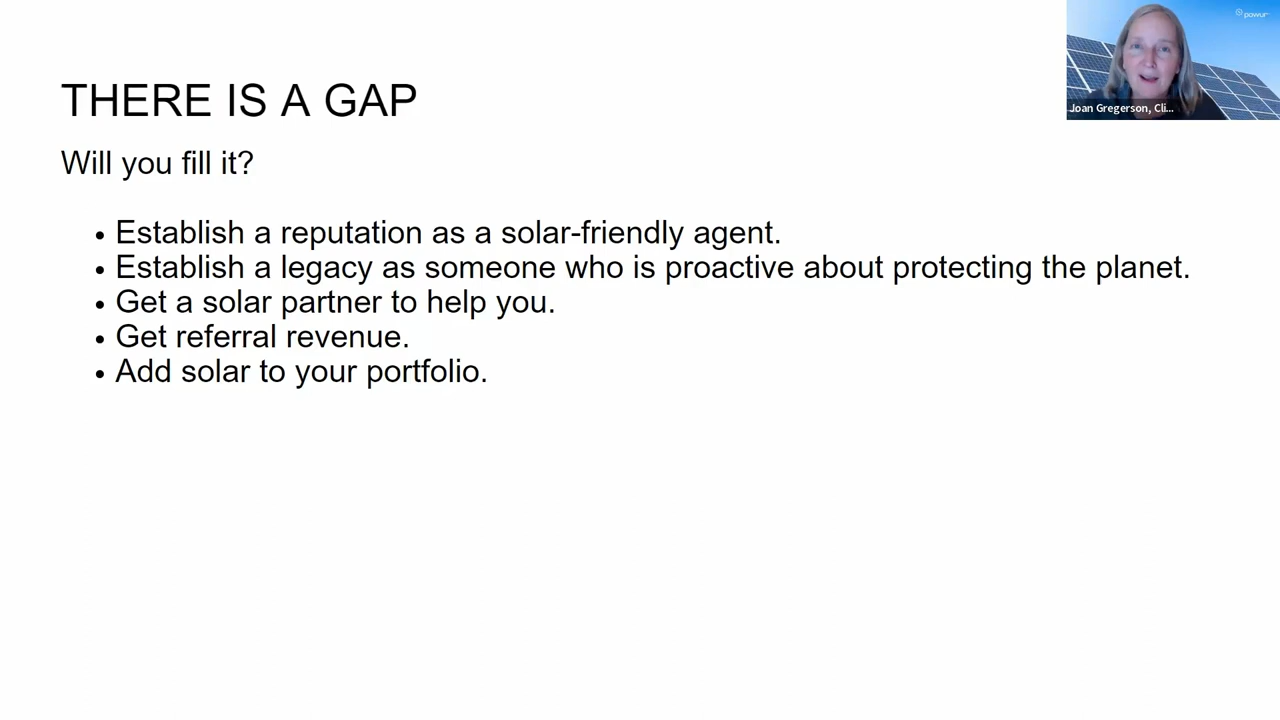 powur
THERE IS A GAP
Joan Gregerson, Cli...
Will you fill it?
• Establish a reputation as a solar-friendly agent.
• Establish a legacy as someone who is proactive about protecting the planet.
• Get a solar partner to help you.
• Get referral revenue.
• Add solar to your portfolio.